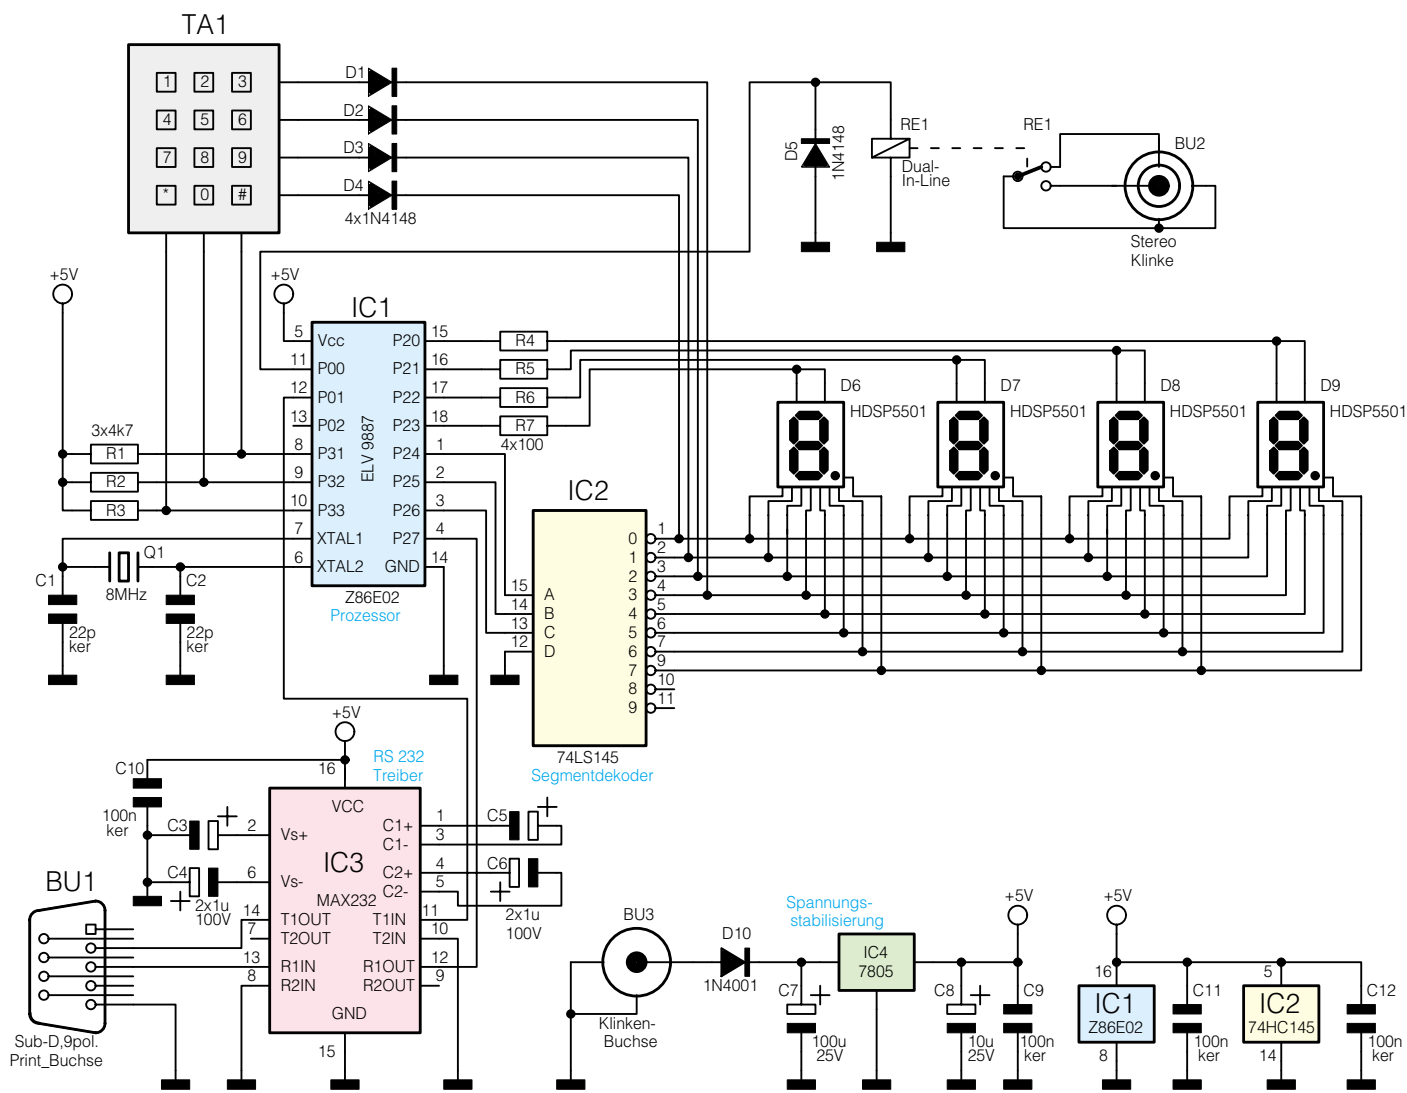 TA1
1 2 3
4 5 6
7 8 9
* 0 #
D1
D2
D3
D4
4x1N4148
D5
1N4148
RE1
Dual-
In-Line
RE1
BU2
Stereo
Klinke
+5V
+5V
IC1
5 Vcc P20 15
11 P00 P21 16
12 P01 P22 17
13 P02 P23 18
8 P31 P24 1
9 P32 P25 2
10 P33 P26 3
7 XTAL1 P27 4
6 XTAL2 GND 14
ELV 9887
Z86E02
Prozessor
3x4k7
R1
R2
R3
R4
R5
R6
R7
4x100
C1
22p
ker
Q1
8MHz
C2
22p
ker
D6
HDSP5501
D7
HDSP5501
D8
HDSP5501
D9
HDSP5501
IC2
15 A
14 B
13 C
12 D
0 1
1 2
2 3
3 4
4 5
5 6
6 7
7 9
8 10
9 11
74LS145
Segmentdekoder
+5V
RS 232
Treiber
C10
100n
ker
16
VCC
C3
2 Vs+
C1+ 1
C1- 3
C5
IC3
C4
6 Vs-
C2+ 4
C2- 5
C6
MAX232
2x1u
100V
2x1u
100V
14 T1OUT T1IN 11
7 T2OUT T2IN 10
13 R1IN R1OUT 12
8 R2IN R2OUT 9
GND
15
BU1
Sub-D,9pol.
Print_Buchse
BU3
Klinken-
Buchse
D10
1N4001
Spannungs-
stabilisierung
IC4
7805
C7
100u
25V
C8
10u
25V
+5V
C9
100n
ker
+5V
16
IC1
Z86E02
8
C11
100n
ker
5
IC2
74HC145
14
C12
100n
ker